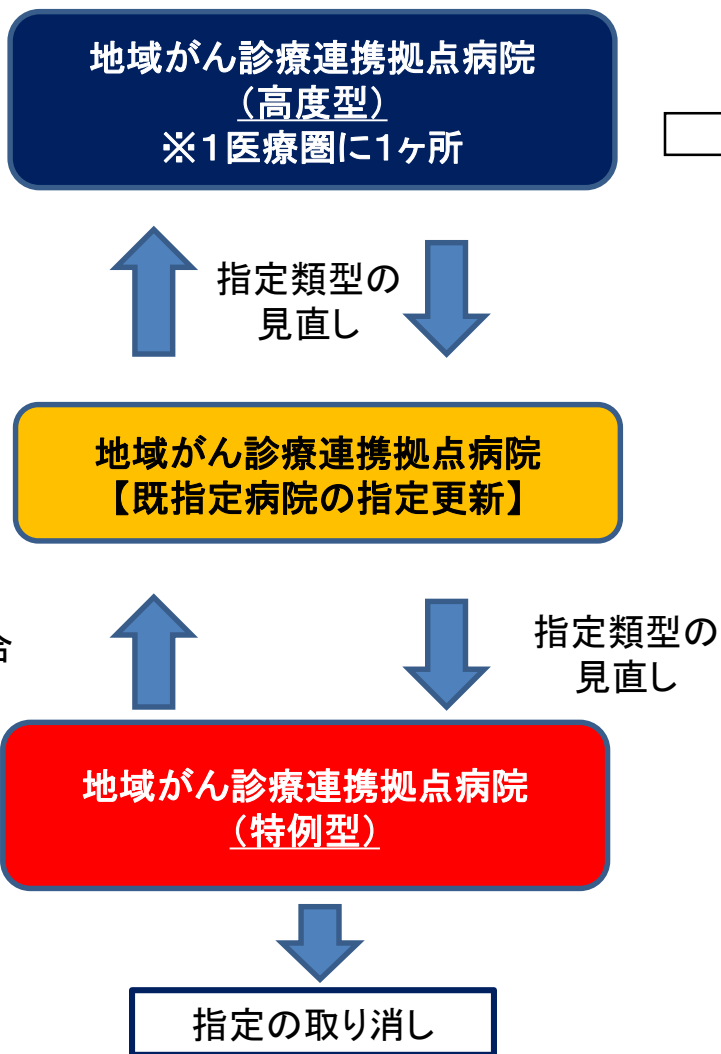 地域がん診療連携拠点病院
（高度型）
※１医療圏に１ヶ所
指定類型の
見直し
地域がん診療連携拠点病院
【既指定病院の指定更新】
合
指定類型の
見直し
地域がん診療連携拠点病院
（特例型）
指定の取り消し